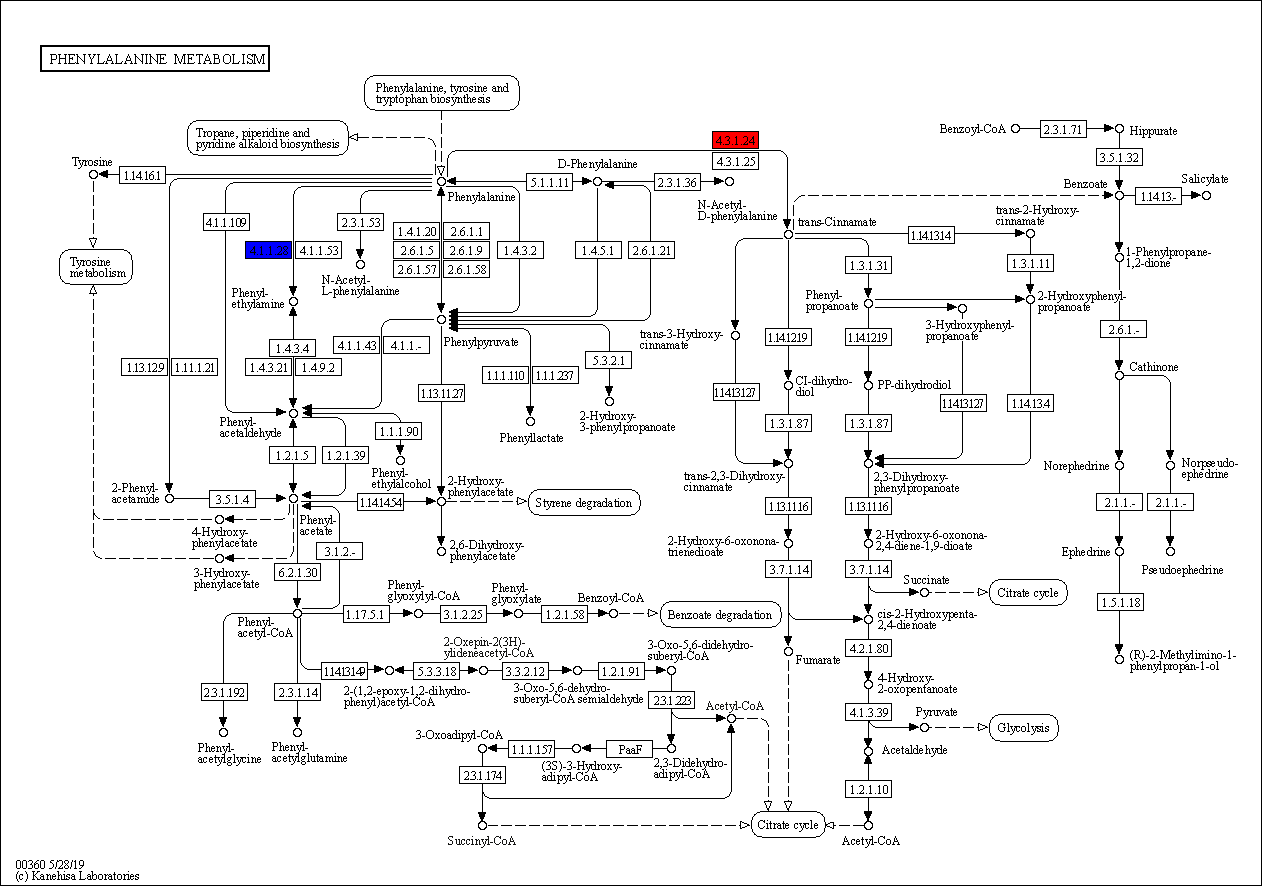 PHENYLALANINE METABOLISM
Phenylalanine, tyrosine and
tryptophan biosynthesis
Tropane, piperidine and
pyridine alkaloid biosynthesis
Benzoyl-CoA
2.3.1.71
Hippurate
4.3.1.24
4.3.1.25
3.5.1.32
Tyrosine
1.14.16.1
D-Phenylalanine
5.1.1.11
2.3.1.36
Phenylalanine
N-Acetyl-
D-phenylalanine
Benzoate
1.14.13.-
Salicylate
trans-Cinnamate
trans-2-Hydroxy-
cinnamate
1.14.13.14
4.1.1.109
2.3.1.53
1.4.1.20
2.6.1.1
2.6.1.5
2.6.1.9
2.6.1.57
2.6.1.58
1.4.3.2
1.4.5.1
2.6.1.21
4.1.1.53
Tyrosine
metabolism
N-Acetyl-
L-phenylalanine
Phenyl-
ethylamine
1.3.1.31
1.3.1.11
1-Phenylpropane-
1,2-dione
Phenyl-
propanoate
2-Hydroxyphenyl-
propanoate
3-Hydroxyphenyl-
propanoate
trans-3-Hydroxy-
cinnamate
Phenylpyruvate
1.4.3.4
4.1.1.43
4.1.1.-
1.4.3.21
1.4.9.2
1.13.12.9
1.11.1.21
5.3.2.1
1.1.1.110
1.1.1.237
1.13.11.27
1.14.12.19
1.14.12.19
2.6.1.-
Cathinone
CI-dihydro-
diol
PP-dihydrodiol
1.14.13.127
1.14.13.127
1.14.13.4
2-Hydroxy-
3-phenylpropanoate
Phenyllactate
Phenyl-
acetaldehyde
1.1.1.90
1.3.1.87
1.3.1.87
1.2.1.5
1.2.1.39
Phenyl-
ethylalcohol
trans-2,3-Dihydroxy-
cinnamate
2,3-Dihydroxy-
phenylpropanoate
Norephedrine
Norpseudo-
ephedrine
2-Phenyl-
acetamide
3.5.1.4
1.14.14.54
2-Hydroxy-
phenylacetate
Styrene degradation
Phenyl-
acetate
1.13.11.16
1.13.11.16
2.1.1.-
2.1.1.-
4-Hydroxy-
phenylacetate
3-Hydroxy-
phenylacetate
3.1.2.-
6.2.1.30
2,6-Dihydroxy-
phenylacetate
2-Hydroxy-6-oxonona-
trienedioate
2-Hydroxy-6-oxonona-
2,4-diene-1,9-dioate
Ephedrine
Pseudoephedrine
3.7.1.14
3.7.1.14
Succinate
Citrate cycle
Phenyl-
acetyl-CoA
1.17.5.1
Phenyl-
glyoxylyl-CoA
3.1.2.25
Phenyl-
glyoxylate
1.2.1.58
Benzoyl-CoA
Benzoate degradation
cis-2-Hydroxypenta-
2,4-dienoate
1.5.1.18
Fumarate
4.2.1.80
(R)-2-Methylimino-1-
phenylpropan-1-ol
1.14.13.149
2-(1,2-epoxy-1,2-dihydro-
phenyl)acetyl-CoA
5.3.3.18
2-Oxepin-2(3H)-
ylideneacetyl-CoA
3.3.2.12
3-Oxo-5,6-dehydro-
suberyl-CoA semialdehyde
1.2.1.91
3-Oxo-5,6-didehydro-
suberyl-CoA
4-Hydroxy-
2-oxopentanoate
2.3.1.192
2.3.1.14
2.3.1.223
Acetyl-CoA
4.1.3.39
Pyruvate
Glycolysis
Phenyl-
acetylglycine
Phenyl-
acetylglutamine
3-Oxoadipyl-CoA
1.1.1.157
(3S)-3-Hydroxy-
adipyl-CoA
PaaF
2,3-Didehydro-
adipyl-CoA
Acetaldehyde
2.3.1.174
1.2.1.10
Succinyl-CoA
Citrate cycle
Acetyl-CoA
00360 5/28/19
(c) Kanehisa Laboratories